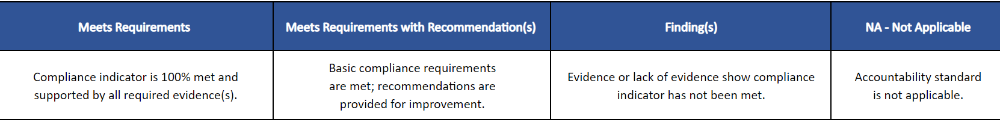 Meets Requirements
Meets Requirements with Recommendation(s)
Finding(s)
NA - Not Applicable
Compliance indicator is 100% met and
supported by all required evidence(s).
Basic compliance requirements
are met; recommendations are
provided for improvement.
Evidence or lack of evidence show compliance
indicator has not been met.
Accountability standard
is not applicable.